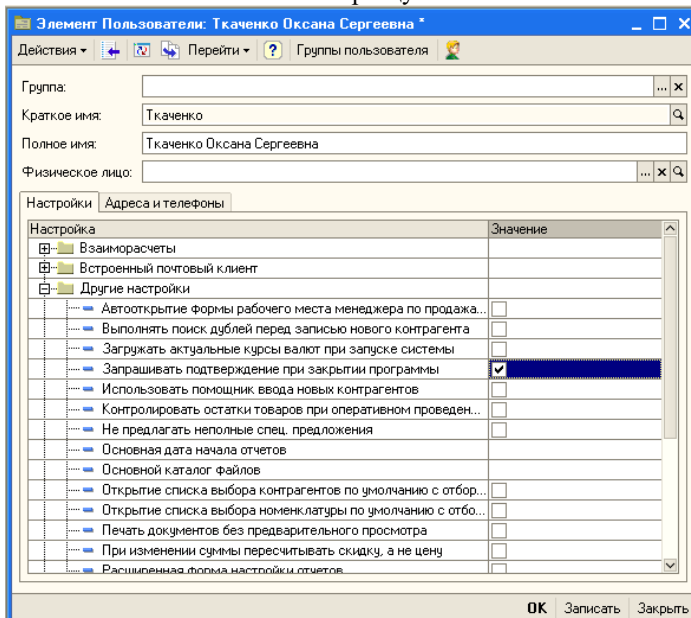 Элемент Пользователи: Ткаченко Оксана Сергеевна *
Действия Перейти Группы пользователя
Группа:
Краткое имя: Ткаченко
Полное имя: Ткаченко Оксана Сергеевна
Физическое лицо:
Настройки Адреса и телефоны
Настройка Значение
Взаиморасчеты
Встроенный почтовый клиент
Другие настройки
Автооткрытие формы рабочего места менеджера по продажа...
Выполнять поиск дублей перед записью нового контрагента
Загружать актуальные курсы валют при запуске системы
Запрашивать подтверждение при закрытии программы
Использовать помощник ввода новых контрагентов
Контролировать остатки товаров при оперативном проведен...
Не предлагать неполные спец. предложения
Основная дата начала отчетов
Основной каталог файлов
Открытие списка выбора контрагентов по умолчанию с отбор...
Открытие списка выбора номенклатуры по умолчанию с отбо...
Печать документов без предварительного просмотра
При изменении суммы пересчитывать скидку, а не цену
Расширенная форма настройки отчетов
OK Записать Закрыть